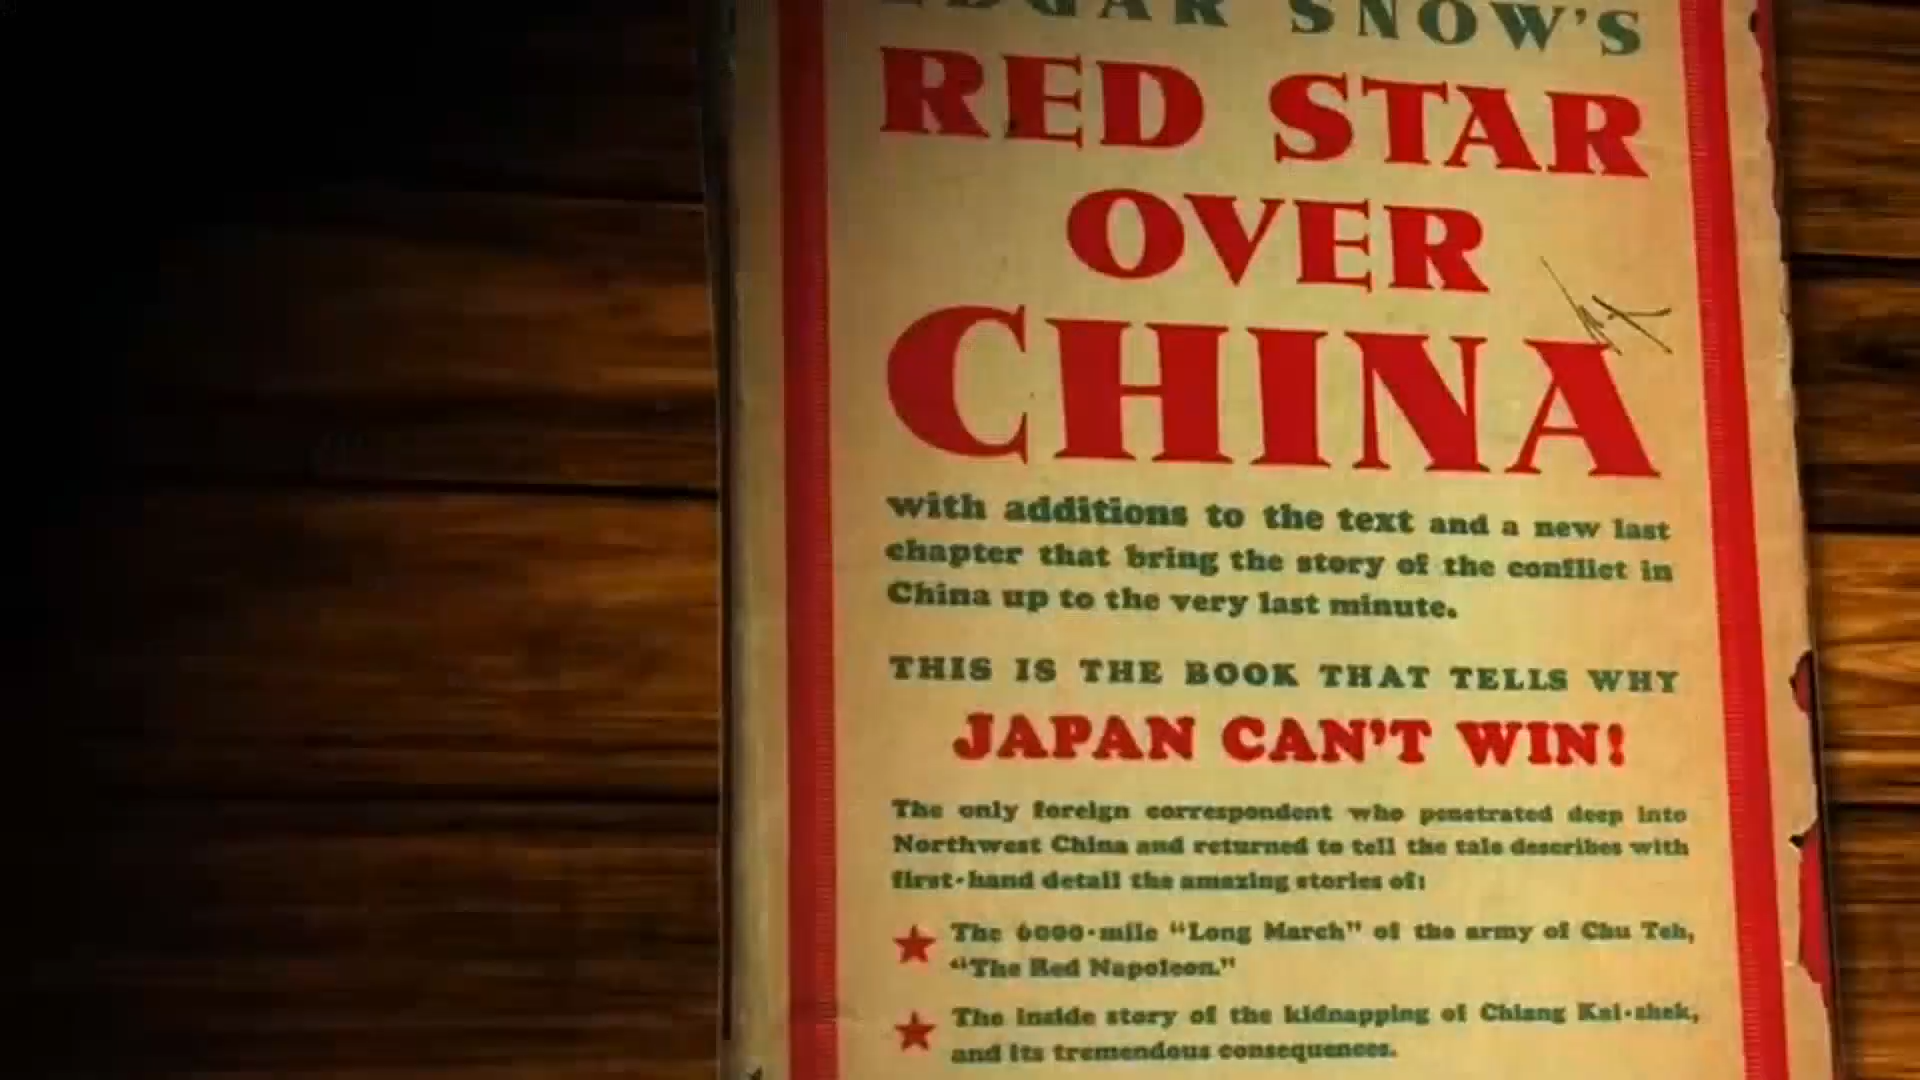 EDGAR SNOW'S
RED STAR
OVER
CHINA
with additions to the text and a new last
chapter that bring the story of the conflict in
China up to the very last minute.
THIS IS THE BOOK THAT TELLS WHY
JAPAN CAN'T WIN!
The only foreign correspondent who penetrated deep into
Northwest China and returned to tell the tale describes with
first-hand detail the amazing stories of:
The 6000-mile "Long March" of the army of Chu Teh,
"The Red Napoleon."
The inside story of the kidnapping of Chiang Kai-shek,
and its tremendous consequences.